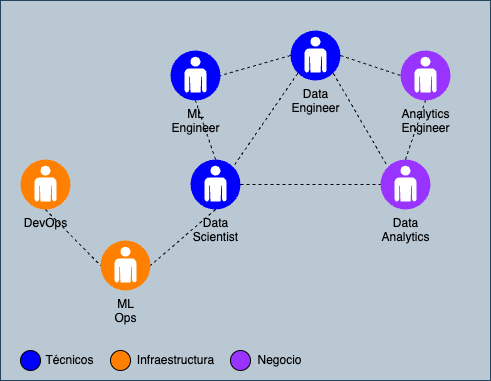 Data
Engineer
ML
Engineer
Analytics
Engineer
DevOps
Data
Scientist
Data
Analytics
ML
Ops
Técnicos
Infraestructura
Negocio